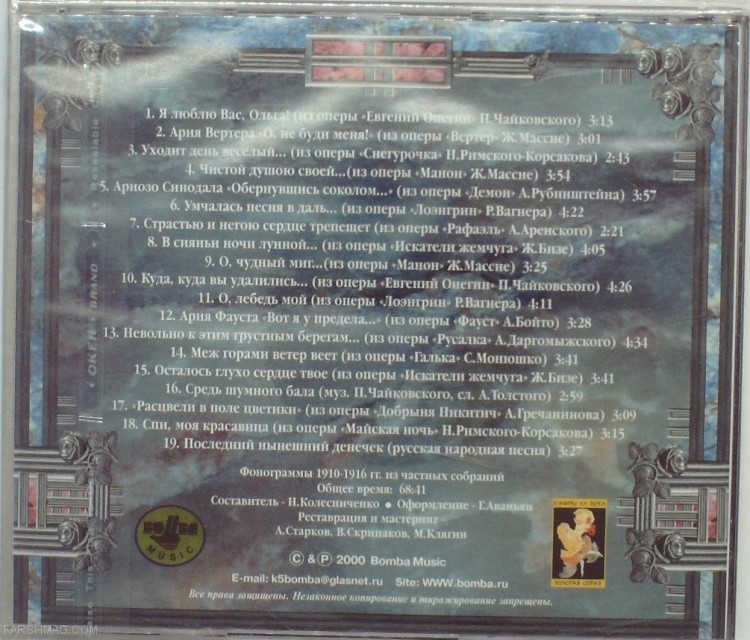 1. Я люблю Вас, Ольга! (из оперы «Евгений Онегин» П.Чайковского) 3:13
2. Ария Вертера «О, не буди меня!» (из оперы «Вертер» Ж.Массне) 3:01
3. Уходит день весёлый... (из оперы «Снегурочка» Н.Римского-Корсакова) 2:43
4. Чистой душою своей...(из оперы «Манон» Ж.Массне) 3:54
5. Ариозо Синодала «Обернувшись соколом...» (из оперы «Демон» А.Рубинштейна) 3:57
6. Умчалась песня в даль... (из оперы «Лоэнгрин» Р.Вагнера) 4:22
7. Страстью и негою сердце трепещет (из оперы «Рафаэль» А.Аренского) 2:21
8. В сияньи ночи лунной... (из оперы «Искатели жемчуга» Ж.Бизе) 4:05
9. О, чудный миг...(из оперы «Манон» Ж.Массне) 3:25
10. Куда, куда вы удалились... (из оперы «Евгений Онегин» П.Чайковского) 4:26
11. О, лебедь мой (из оперы «Лоэнгрин» Р.Вагнера) 4:11
12. Ария Фауста «Вот я у предела...» (из оперы «Фауст» А.Бойто) 3:28
13. Невольно к этим грустным берегам... (из оперы «Русалка» А.Даргомыжского) 4:34
14. Меж горами ветер веет (из оперы «Галька» С.Монюшко) 3:41
15. Осталось глухо сердце твое (из оперы «Искатели жемчуга» Ж.Бизе) 3:41
16. Средь шумного бала (муз. П.Чайковского, сл. А.Толстого) 2:59
17. «Расцвели в поле цветики» (из оперы «Добрыня Никитич» А.Гречанинова) 3:09
18. Спи, моя красавица (из оперы «Майская ночь» Н.Римского-Корсакова) 3:15
19. Последний нынешний денечек (русская народная песня) 3:27
Фонограммы 1910-1916 гг. из частных собраний
Общее время: 68:41
Составитель - Н.Колесниченко • Оформление - Г.Аваньян
Реставрация и мастеринг -
А.Старков, В.Скрипаков, М.Клягин
© & ℗ 2000 Bomba Music
E-mail: k5bomba@glasnet.ru Site: WWW.bomba.ru
Все права защищены. Незаконное копирование и тиражирование запрещены.
MUSIC
ЗОЛОТАЯ СЕРИЯ
Resealable
BRAND
FARSHMAG.COM